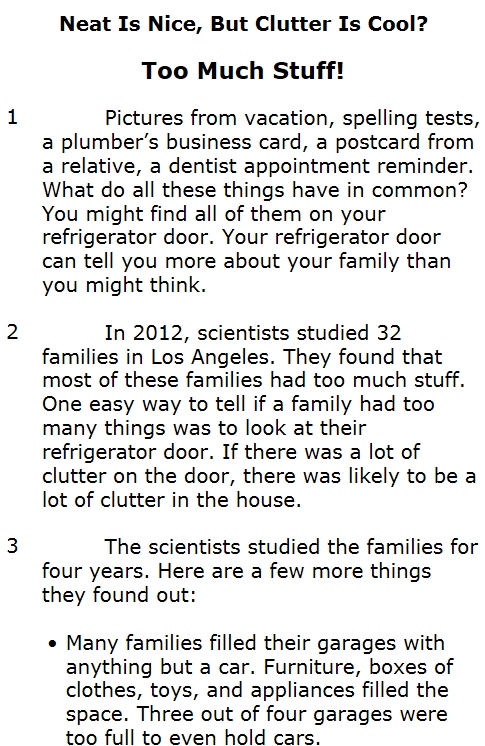 Neat Is Nice, But Clutter Is Cool?
Too Much Stuff!
1 Pictures from vacation, spelling tests,
a plumber’s business card, a postcard from
a relative, a dentist appointment reminder.
What do all these things have in common?
You might find all of them on your
refrigerator door. Your refrigerator door
can tell you more about your family than
you might think.
2 In 2012, scientists studied 32
families in Los Angeles. They found that
most of these families had too much stuff.
One easy way to tell if a family had too
many things was to look at their
refrigerator door. If there was a lot of
clutter on the door, there was likely to be a
lot of clutter in the house.
3 The scientists studied the families for
four years. Here are a few more things
they found out:
• Many families filled their garages with
anything but a car. Furniture, boxes of
clothes, toys, and appliances filled the
space. Three out of four garages were
too full to even hold cars.